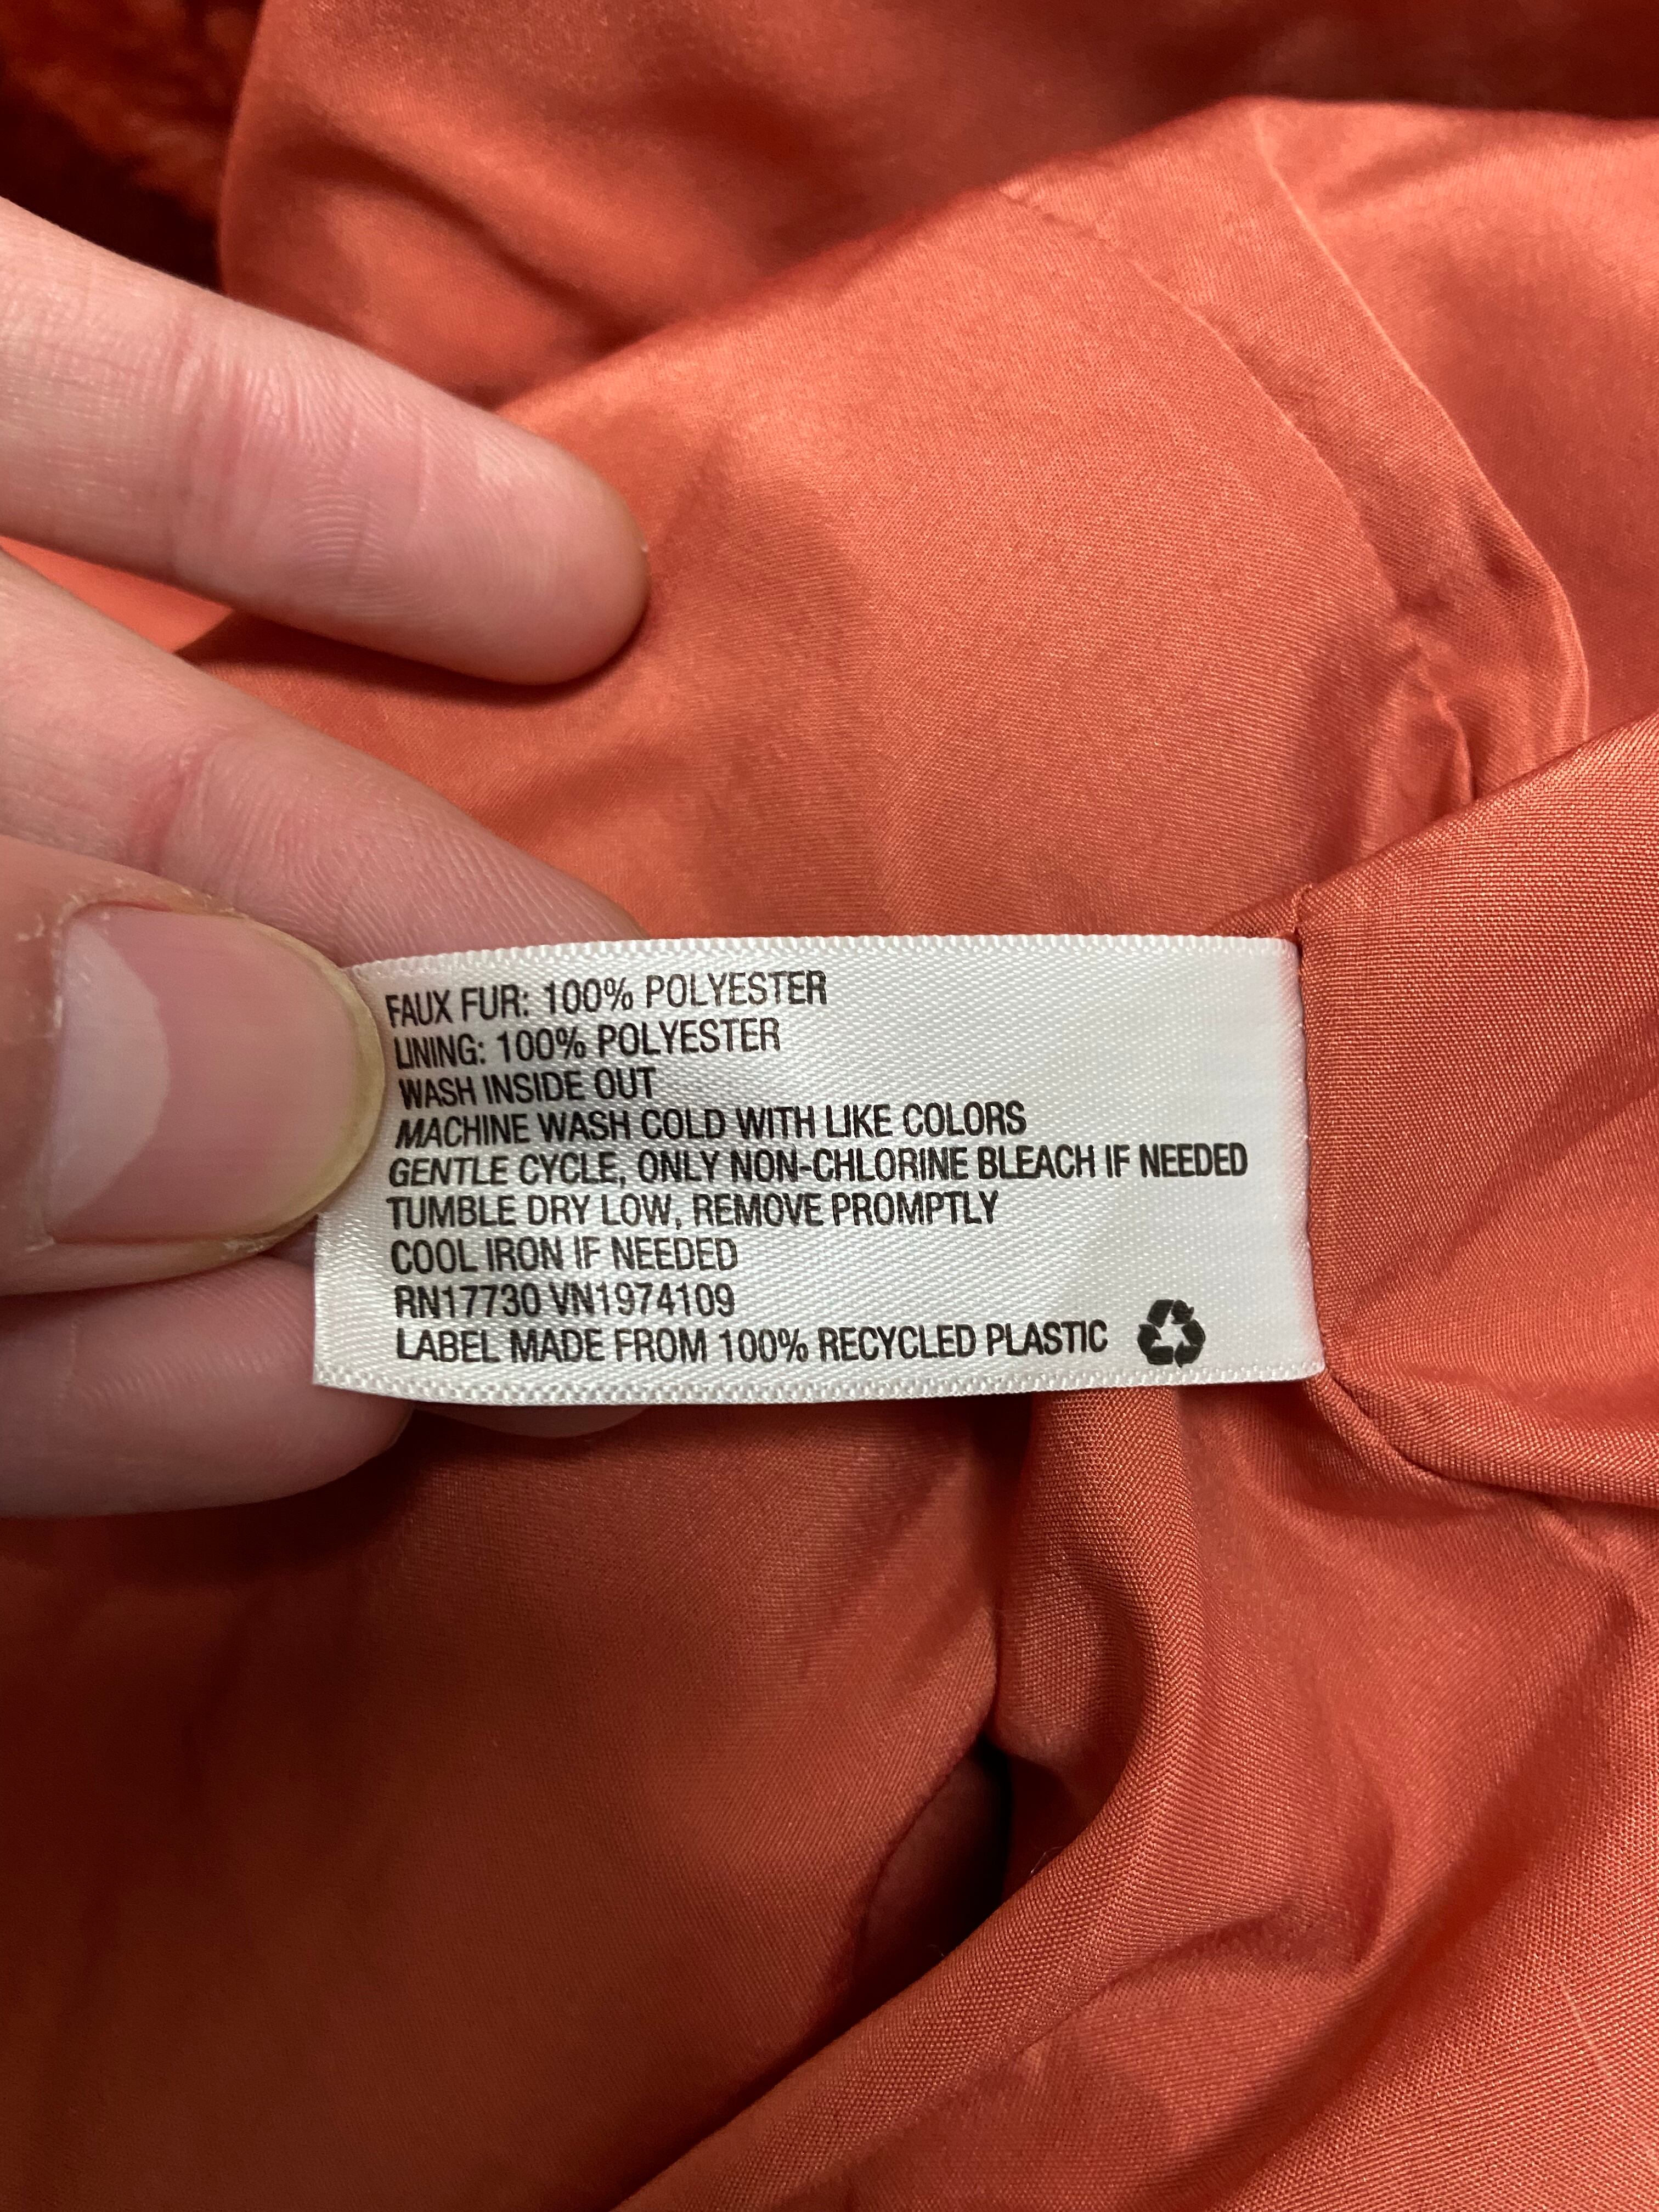 FAUX FUR: 100% POLYESTER
LINING: 100% POLYESTER
WASH INSIDE OUT
MACHINE WASH COLD WITH LIKE COLORS
GENTLE CYCLE, ONLY NON-CHLORINE BLEACH IF NEEDED
TUMBLE DRY LOW, REMOVE PROMPTLY
COOL IRON IF NEEDED
RN17730 VN1974109
LABEL MADE FROM 100% RECYCLED PLASTIC